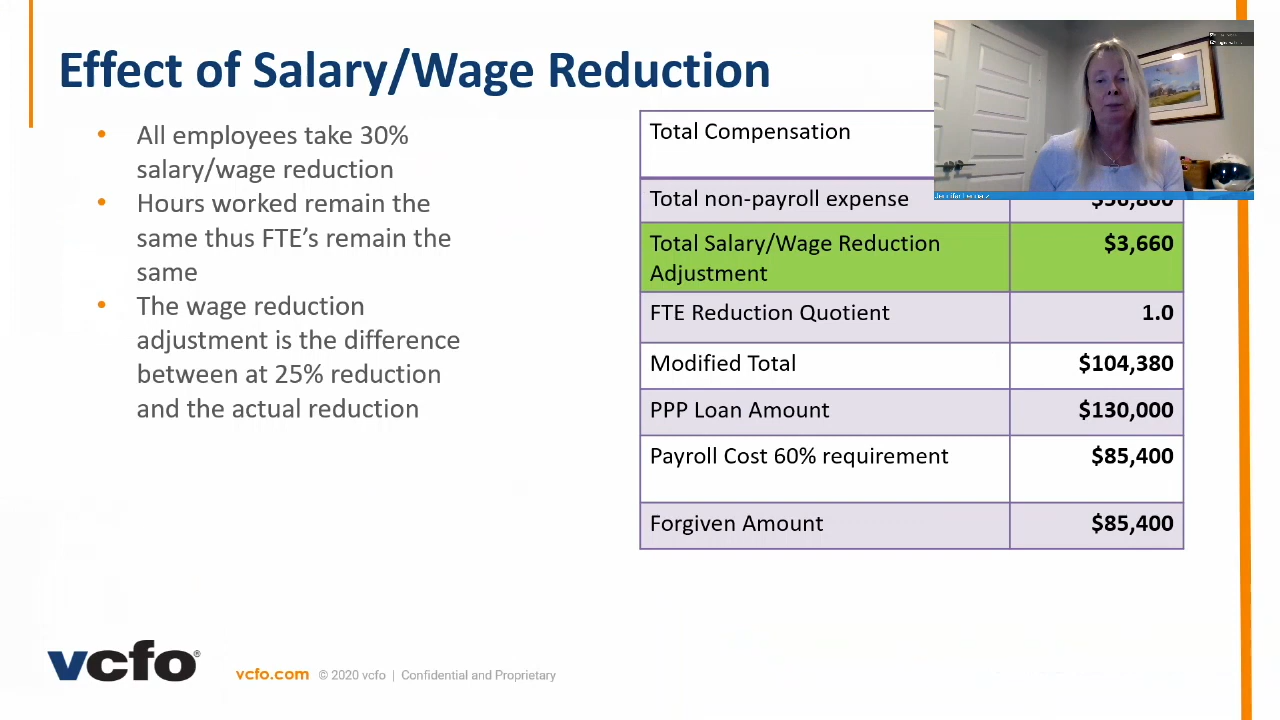 Effect of Salary/Wage Reduction
• All employees take 30%
salary/wage reduction
• Hours worked remain the
same thus FTE's remain the
same
• The wage reduction
adjustment is the difference
between at 25% reduction
and the actual reduction
Total Compensation
Total non-payroll expense
Total Salary/Wage Reduction
Adjustment
$3,660
FTE Reduction Quotient 1.0
Modified Total $104,380
PPP Loan Amount $130,000
Payroll Cost 60% requirement $85,400
Forgiven Amount $85,400
vcfo®
vcfo.com © 2020 vcfo | Confidential and Proprietary